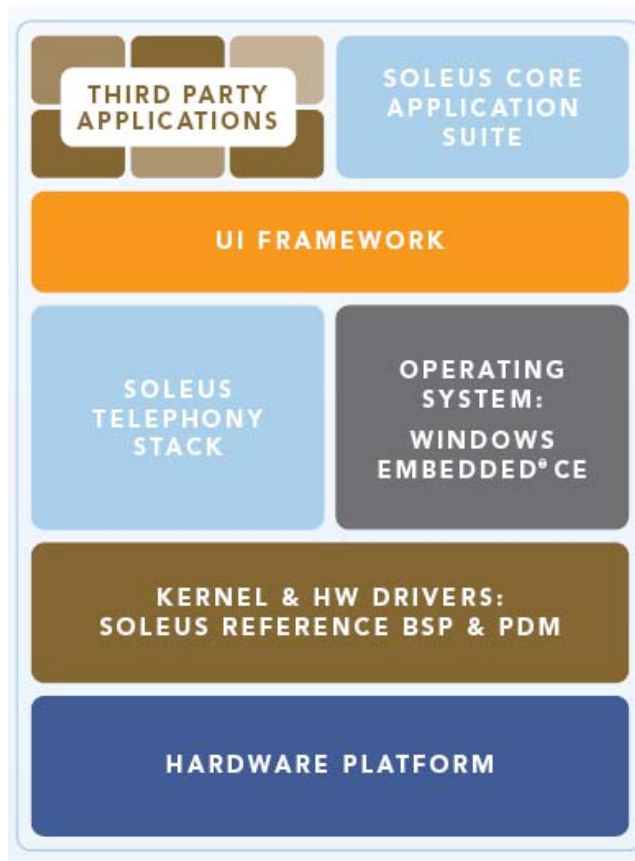 THIRD PARTY
APPLICATIONS
SOLEUS CORE
APPLICATION
SUITE
UI FRAMEWORK
SOLEUS
TELEPHONY
STACK
OPERATING
SYSTEM:
WINDOWS
EMBEDDED® CE
KERNEL & HW DRIVERS:
SOLEUS REFERENCE BSP & PDM
HARDWARE PLATFORM